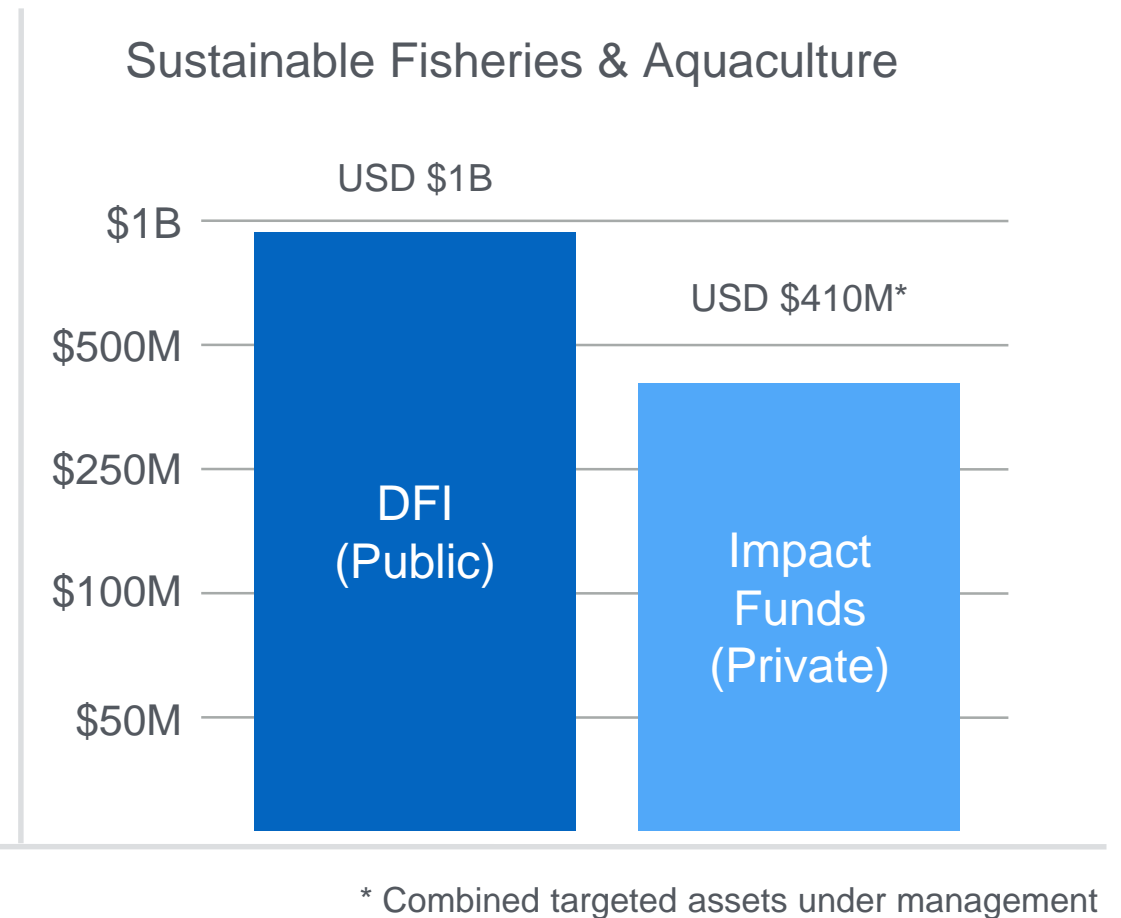 Sustainable Fisheries & Aquaculture
USD $1B
$1B
USD $410M*
$500M
$250M
DFI
(Public)
Impact
Funds
(Private)
$100M
$50M
* Combined targeted assets under management